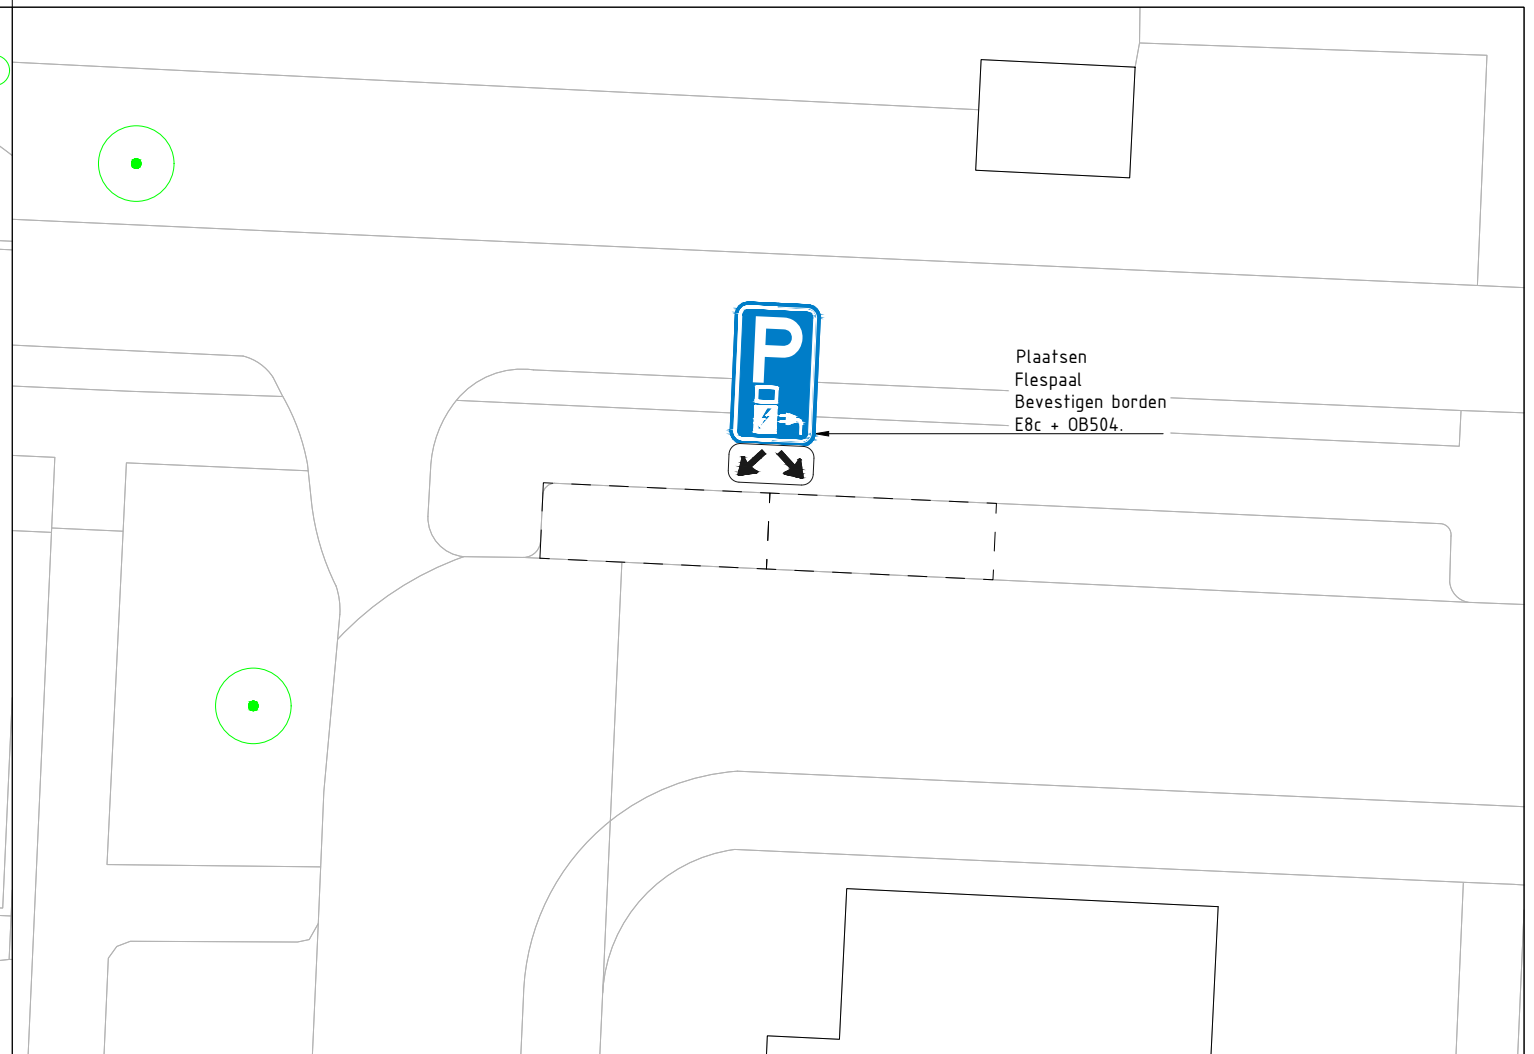 P
Plaatsen
Flespaal
Bevestigen borden
E8c + OB504.